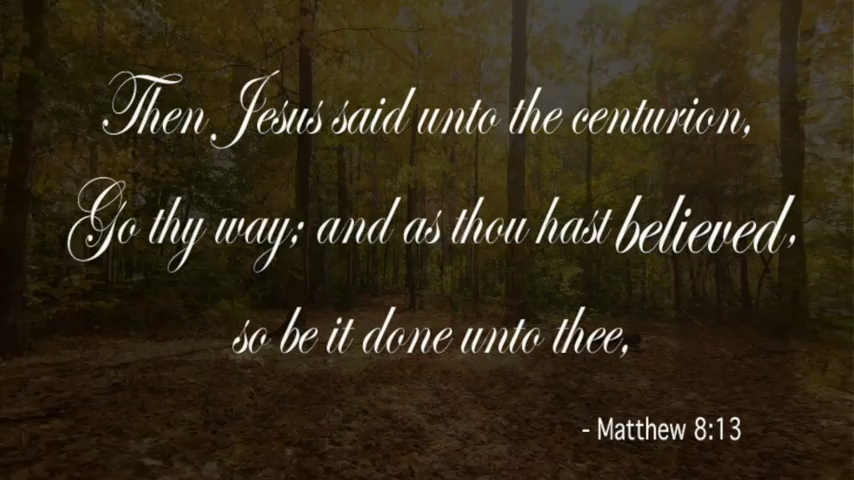 Then Jesus said unto the centurion,
Go thy way; and as thou hast believed,
so be it done unto thee,
- Matthew 8:13